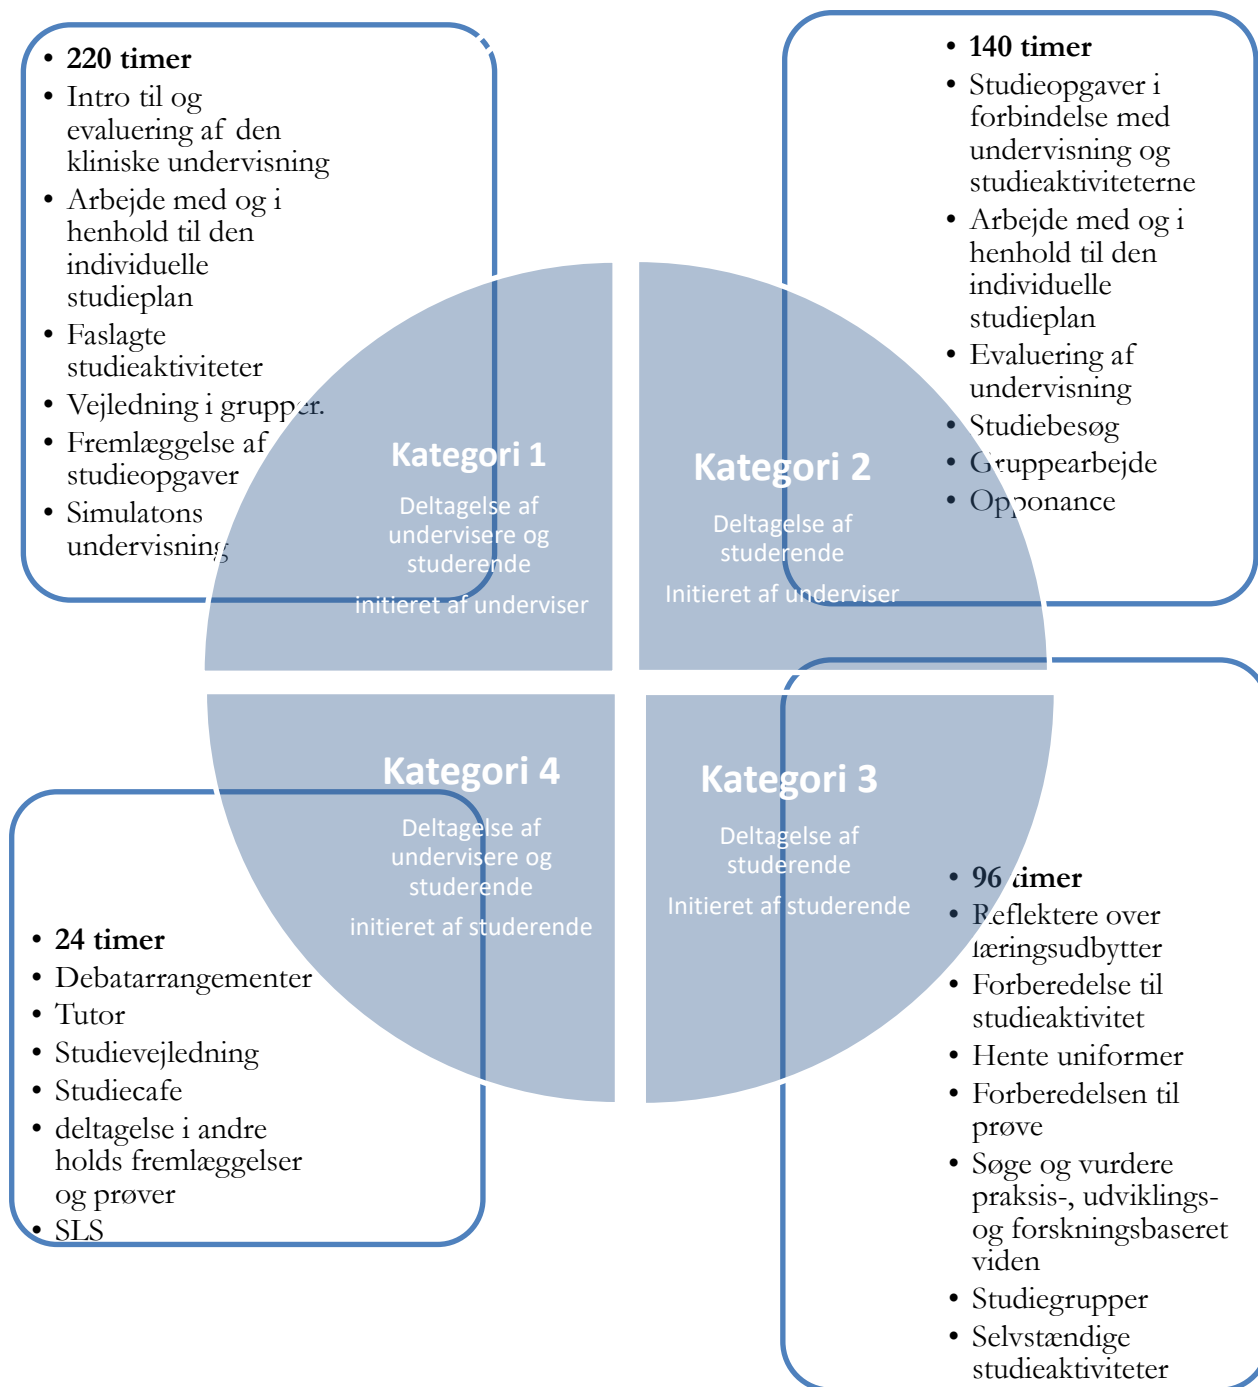 • 220 timer
• Intro til og
evaluering af den
kliniske undervisning
• Arbejde med og i
henhold til den
individuelle
studieplan
• Faslagte
studieaktiviteter
• Vejledning i grupper.
• Fremlæggelse af
studieopgaver
• Simulatons
undervisning
• 140 timer
• Studieopgaver i
forbindelse med
undervisning og
studieaktiviteterne
• Arbejde med og i
henhold til den
individuelle
studieplan
• Evaluering af
undervisning
• Studiebesøg
• Gruppearbejde
• Opponance
Kategori 1
Deltagelse af
undervisere og
studerende
initieret af underviser
Kategori 2
Deltagelse af
studerende
Initieret af underviser
Kategori 4
Deltagelse af
undervisere og
studerende
initieret af studerende
Kategori 3
Deltagelse af
studerende
Initieret af studerende
• 24 timer
• Debatarrangementer
• Tutor
• Studievejledning
• Studiecafe
• deltagelse i andre
holds fremlæggelser
og prøver
• SLS
• 96 timer
• Reflektere over
læringsudbytter
• Forberedelse til
studieaktivitet
• Hente uniformer
• Forberedelsen til
prøve
• Søge og vurdere
praksis-, udviklings-
og forskningsbaseret
viden
• Studiegrupper
• Selvstændige
studieaktiviteter